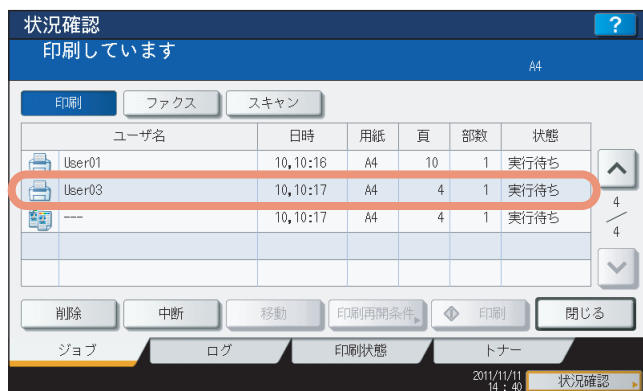 状況確認 ?
印刷しています
A4
印刷 ファクス スキャン
ユーザ名 日時 用紙 頁 部数 状態
User01 10,10:16 A4 10 1 実行待ち
User03 10,10:17 A4 4 1 実行待ち
--- 10,10:17 A4 4 1 実行待ち
4
/
4
削除 中断 移動 印刷再開条件 印刷 閉じる
ジョブ ログ 印刷状態 トナー
2011/11/11
14 : 40 状況確認